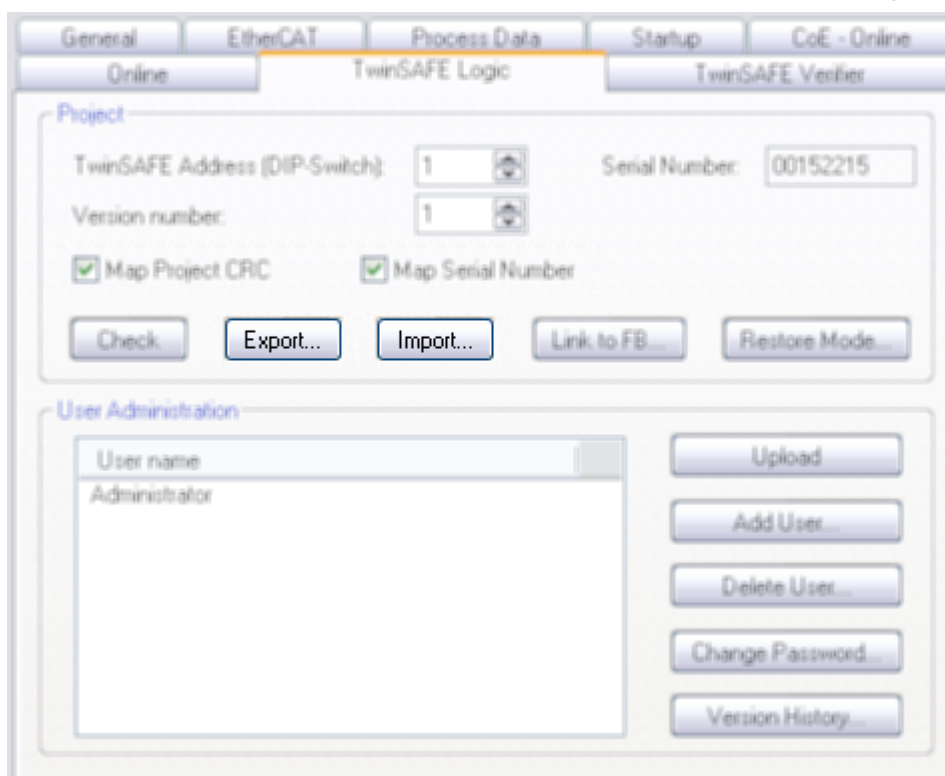 General EtherCAT Process Data Startup CoE - Online
Online TwinSAFE Logic TwinSAFE Verifier
Project
TwinSAFE Address (DIP-Switch): 1 Serial Number: 00152215
Version number: 1
Map Project CRC Map Serial Number
Check Export... Import... Link to FB... Restore Mode...
User Administration
User name Upload
Administrator
Add User...
Delete User...
Change Password...
Version History...